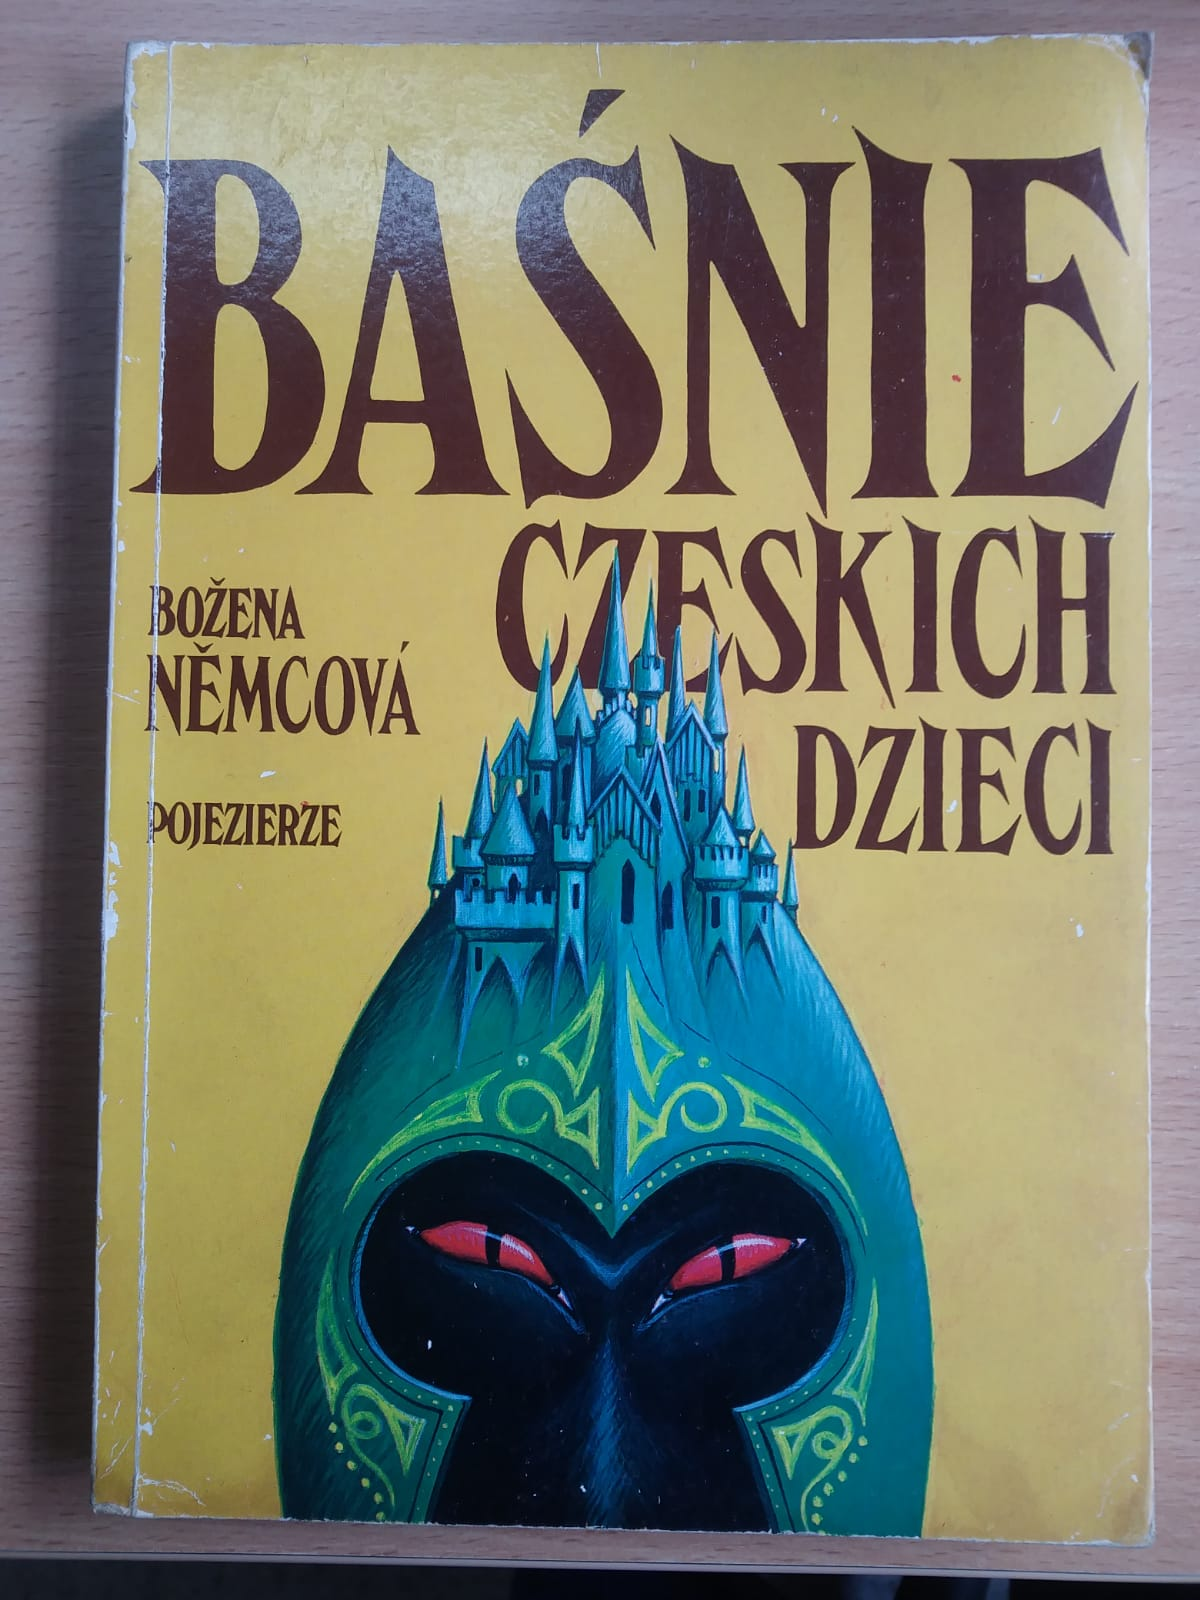 BAŚNIE
CZESKICH
DZIECI
BOŽENA
NĚMCOVÁ
POJEZIERZE